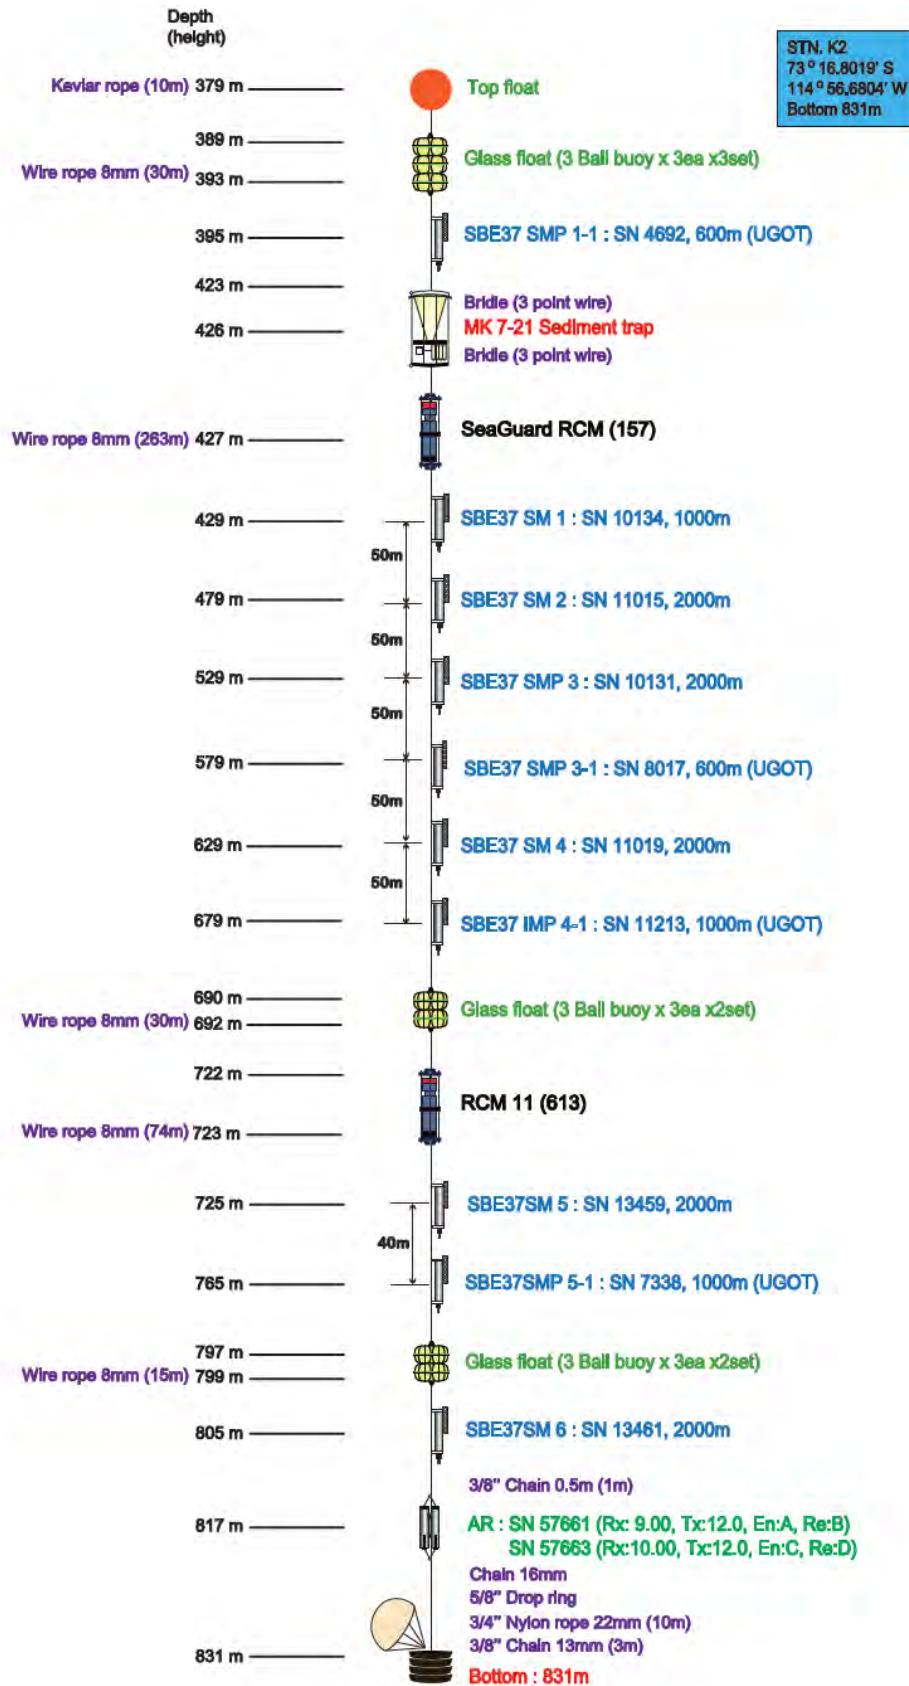 Depth
(height)
STN. K2
73 º 16.8019' S
114 º 56.6804' W
Bottom 831m
Kevlar rope (10m) 379 m
Top float
389 m
Glass float (3 Ball buoy x 3ea x3set)
Wire rope 8mm (30m) 393 m
395 m
SBE37 SMP 1-1 : SN 4692, 600m (UGOT)
423 m
Bridle (3 point wire)
426 m
MK 7-21 Sediment trap
Bridle (3 point wire)
Wire rope 8mm (263m) 427 m
SeaGuard RCM (157)
429 m
SBE37 SM 1 : SN 10134, 1000m
50m
479 m
SBE37 SM 2 : SN 11015, 2000m
50m
529 m
SBE37 SMP 3 : SN 10131, 2000m
50m
579 m
SBE37 SMP 3-1 : SN 8017, 600m (UGOT)
50m
629 m
SBE37 SM 4 : SN 11019, 2000m
50m
679 m
SBE37 IMP 4-1 : SN 11213, 1000m (UGOT)
690 m
Glass float (3 Ball buoy x 3ea x2set)
Wire rope 8mm (30m) 692 m
722 m
RCM 11 (613)
Wire rope 8mm (74m) 723 m
725 m
SBE37SM 5 : SN 13459, 2000m
40m
765 m
SBE37SMP 5-1 : SN 7338, 1000m (UGOT)
797 m
Glass float (3 Ball buoy x 3ea x2set)
Wire rope 8mm (15m) 799 m
805 m
SBE37SM 6 : SN 13461, 2000m
3/8" Chain 0.5m (1m)
817 m
AR : SN 57661 (Rx: 9.00, Tx:12.0, En:A, Re:B)
SN 57663 (Rx:10.00, Tx:12.0, En:C, Re:D)
Chain 16mm
5/8" Drop ring
3/4" Nylon rope 22mm (10m)
3/8" Chain 13mm (3m)
831 m
Bottom : 831m